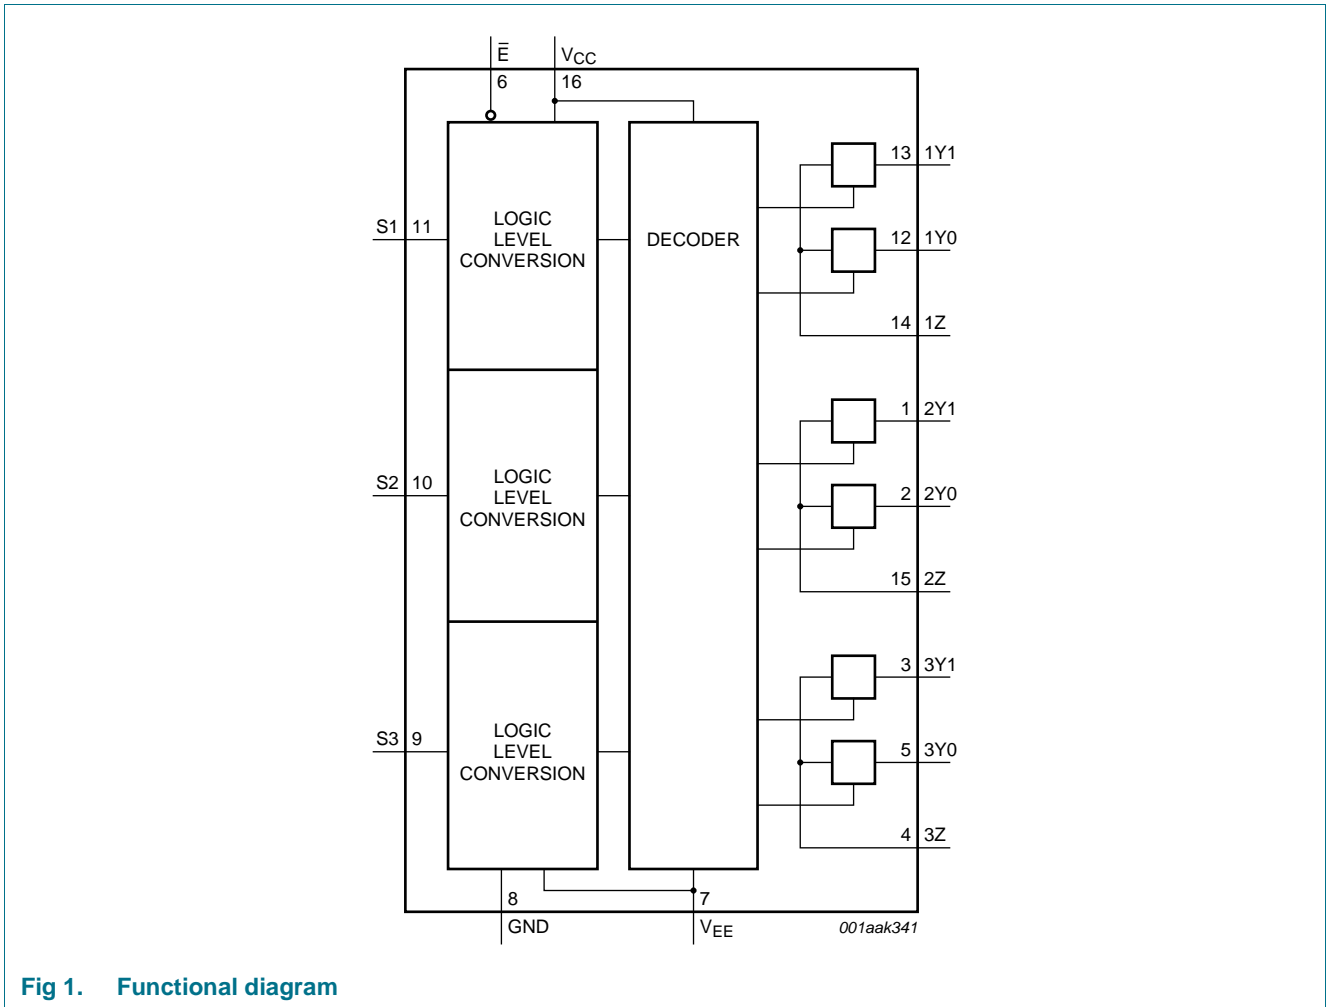 E̅ VCC
6 16
13 1Y1
LOGIC
LEVEL
CONVERSION
S1 11
DECODER
12 1Y0
14 1Z
1 2Y1
S2 10
LOGIC
LEVEL
CONVERSION
2 2Y0
15 2Z
3 3Y1
S3 9
LOGIC
LEVEL
CONVERSION
5 3Y0
4 3Z
8 7
GND VEE 001aak341
Fig 1. Functional diagram